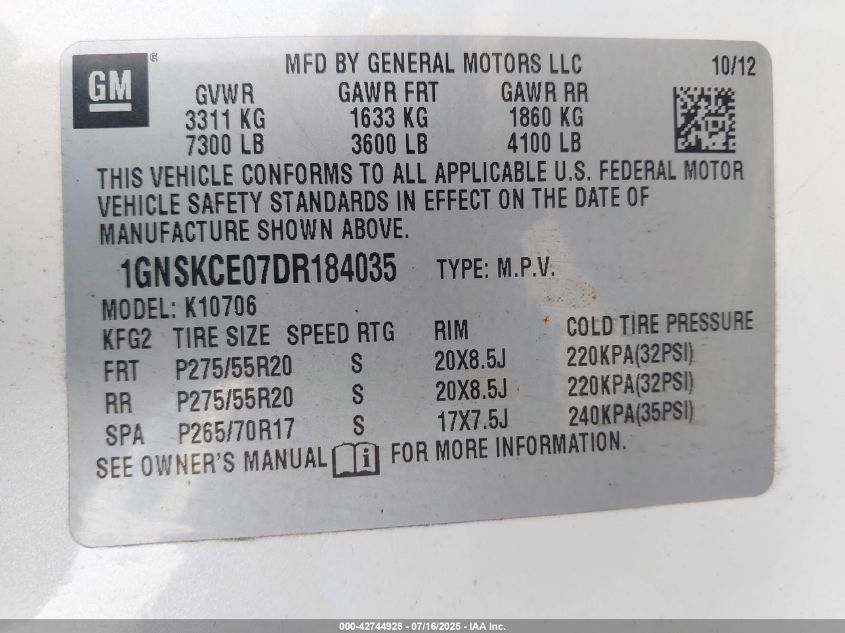 GM ® MFD BY GENERAL MOTORS LLC 10/12
GVWR GAWR FRT GAWR RR
3311 KG 1633 KG 1860 KG
7300 LB 3600 LB 4100 LB
THIS VEHICLE CONFORMS TO ALL APPLICABLE U.S. FEDERAL MOTOR
VEHICLE SAFETY STANDARDS IN EFFECT ON THE DATE OF
MANUFACTURE SHOWN ABOVE.
1GNSKCE07DR184035 TYPE: M.P.V.
MODEL: K10706
KFG2 TIRE SIZE SPEED RTG RIM COLD TIRE PRESSURE
FRT P275/55R20 S 20X8.5J 220KPA(32PSI)
RR P275/55R20 S 20X8.5J 220KPA(32PSI)
SPA P265/70R17 S 17X7.5J 240KPA(35PSI)
SEE OWNER'S MANUAL i FOR MORE INFORMATION.
000-42744928 - 07/16/2025 - IAA Inc.